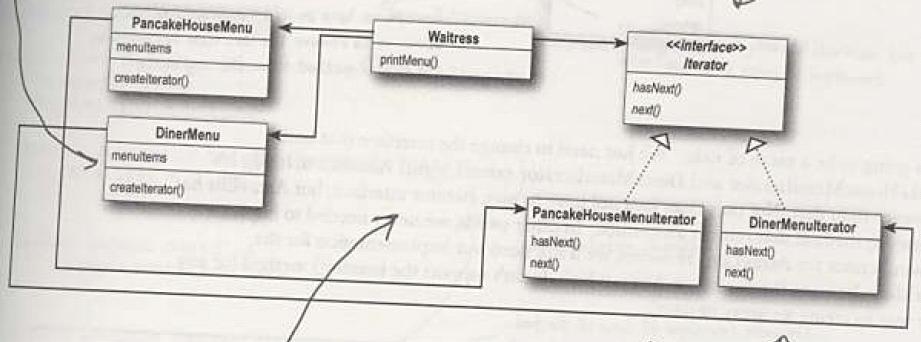 PancakeHouseMenu
menuItems
createIterator()
Waitress
printMenu()
<<interface>>
Iterator
hasNext()
next()
DinerMenu
menuItems
createIterator()
PancakeHouseMenuIterator
hasNext()
next()
DinerMenuIterator
hasNext()
next()